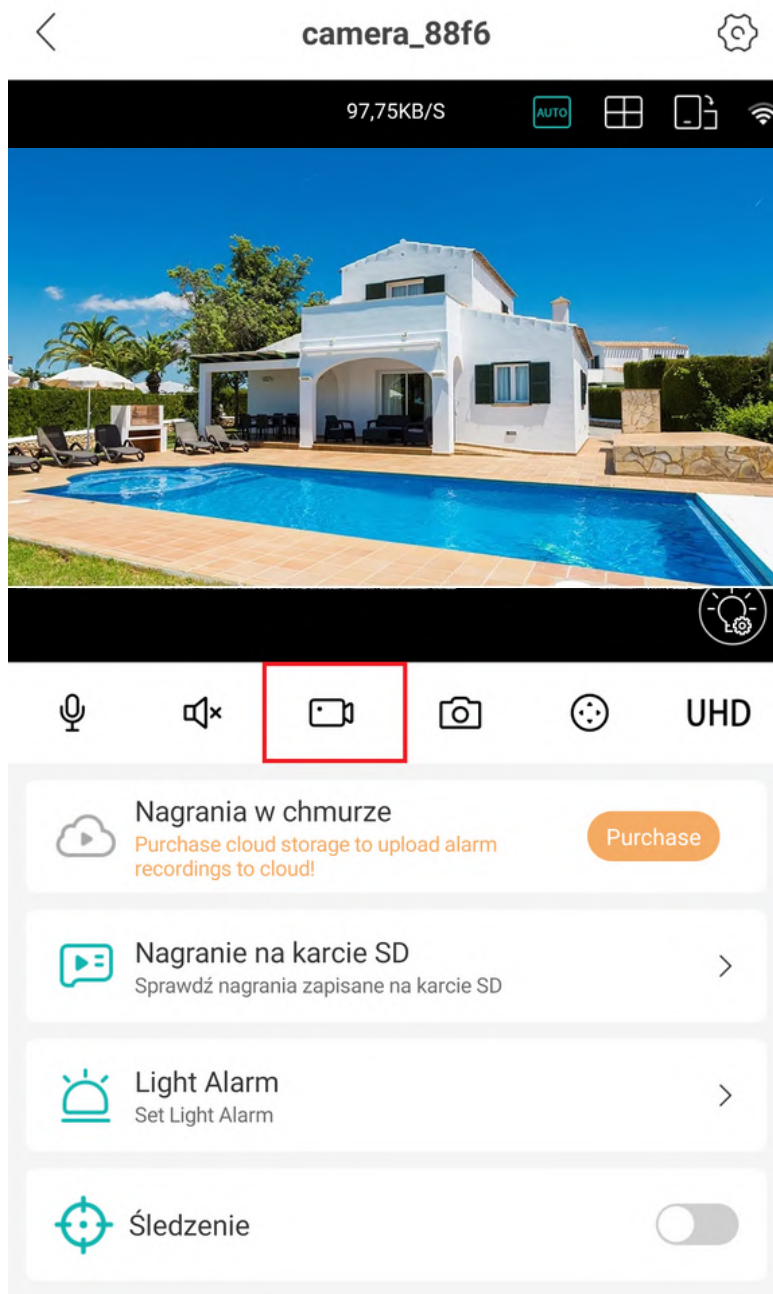 camera_88f6
97,75KB/S
AUTO
UHD
Nagrania w chmurze
Purchase cloud storage to upload alarm
recordings to cloud!
Purchase
Nagranie na karcie SD
Sprawdź nagrania zapisane na karcie SD
Light Alarm
Set Light Alarm
Śledzenie